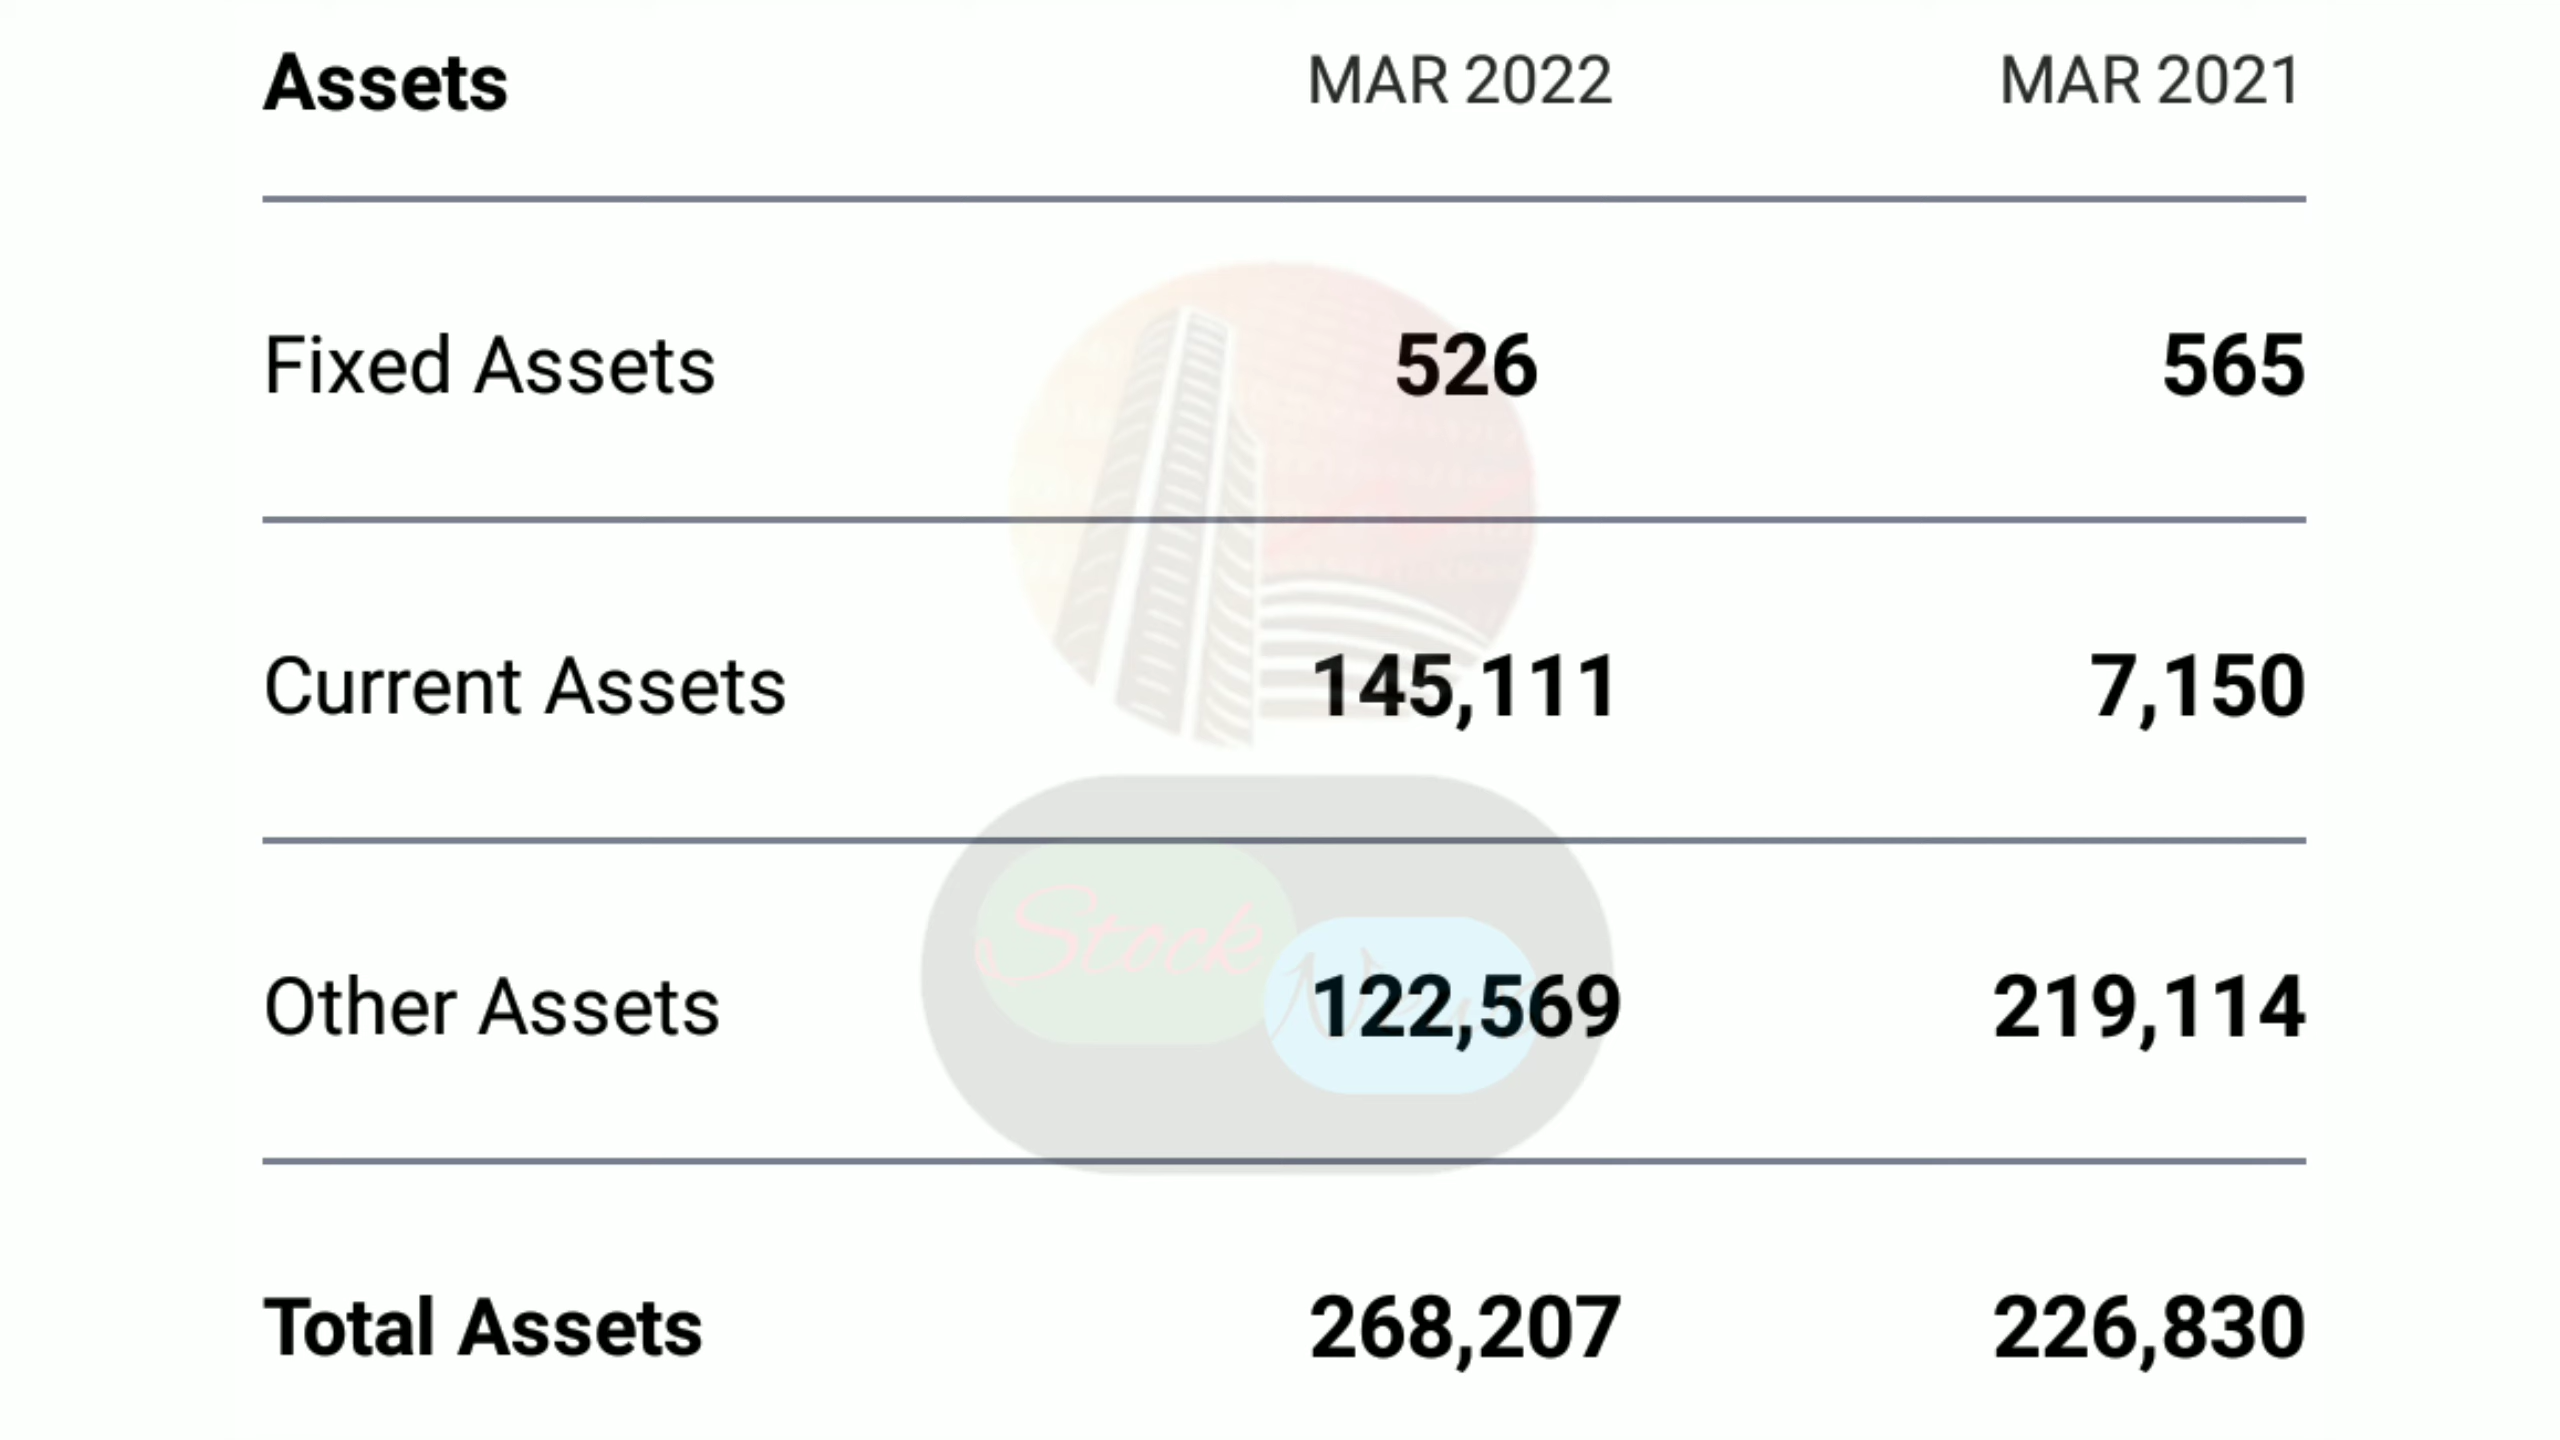 Assets MAR 2022 MAR 2021
Fixed Assets 526 565
Current Assets 145,111 7,150
Stock
Other Assets 122,569 219,114
Total Assets 268,207 226,830